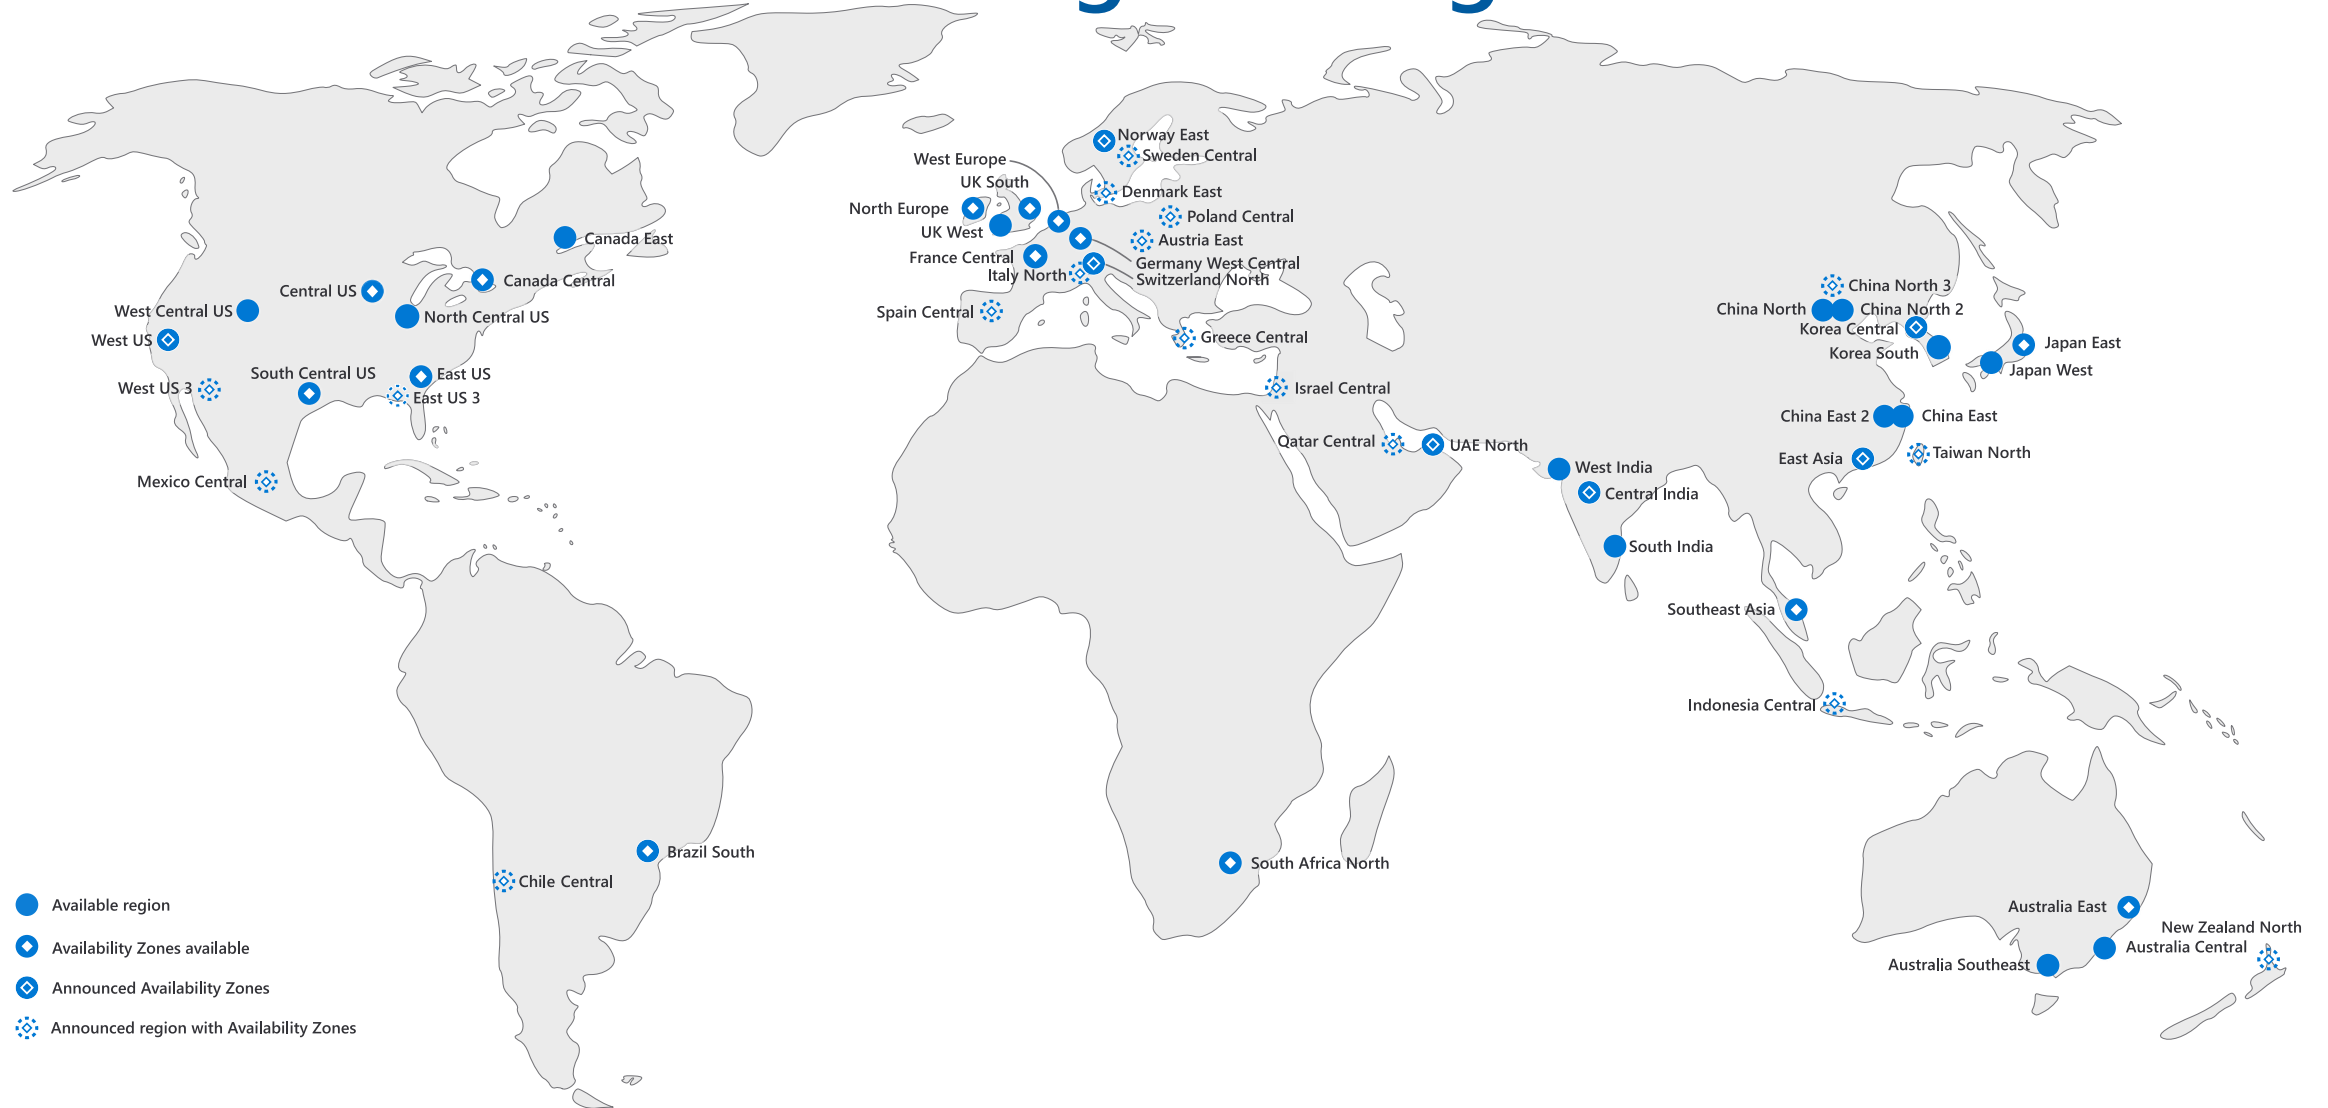 Norway East
West Europe
Sweden Central
UK South
Denmark East
North Europe
Poland Central
UK West
Canada East
Austria East
France Central
Germany West Central
Italy North
Switzerland North
Canada Central
Central US
China North 3
West Central US
North Central US
Spain Central
China North
China North 2
Korea Central
West US
Greece Central
Japan East
Korea South
Japan West
South Central US
East US
West US 3
East US 3
Israel Central
China East 2
China East
Qatar Central
UAE North
Taiwan North
East Asia
West India
Mexico Central
Central India
South India
Southeast Asia
Indonesia Central
Brazil South
South Africa North
Chile Central
Available region
Australia East
New Zealand North
Availability Zones available
Australia Central
Australia Southeast
Announced Availability Zones
Announced region with Availability Zones